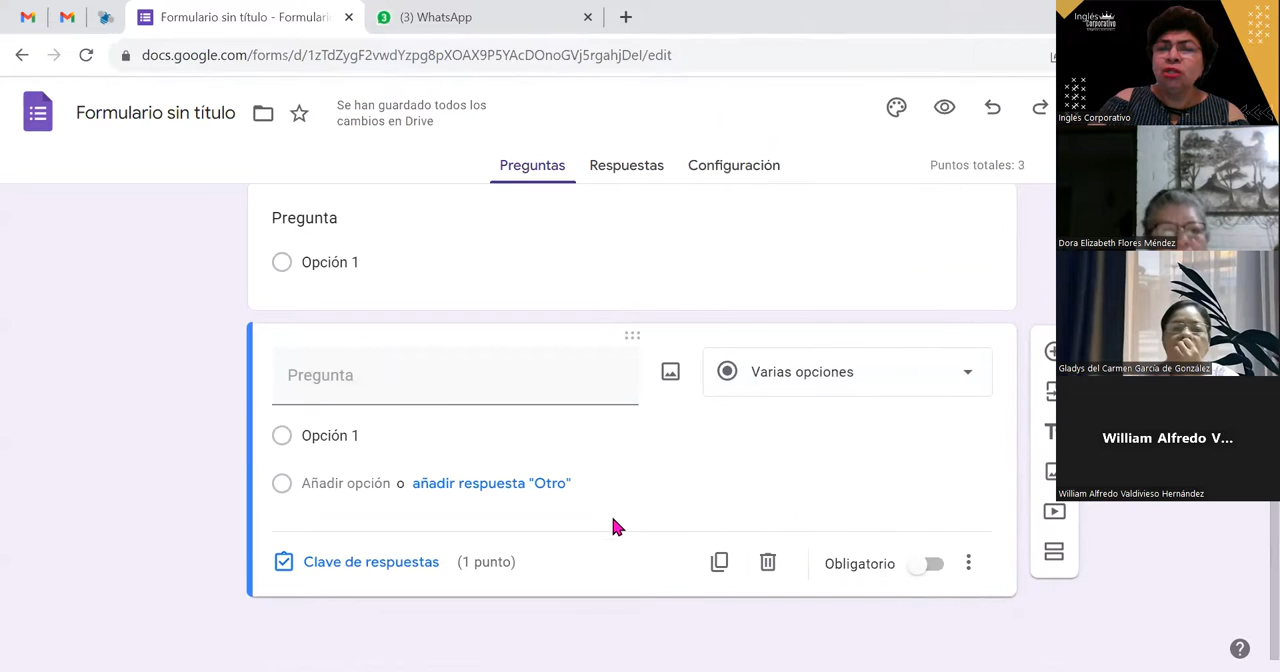 Formulario sin título - Formulari
(3) WhatsApp
docs.google.com/forms/d/1zTdZygF2vwdYzpg8pXOAX9P5YAcDOnoGVj5rgahjDeI/edit
Formulario sin título
Se han guardado todos los
cambios en Drive
Preguntas
Respuestas
Configuración
Puntos totales: 3
Pregunta
Opción 1
Pregunta
Varias opciones
Opción 1
Añadir opción o añadir respuesta "Otro"
Clave de respuestas (1 punto)
Obligatorio
Inglés
Corporativo
Inglés Corporativo
Dora Elizabeth Flores Méndez
Gladys del Carmen García de González
William Alfredo V...
William Alfredo Valdivieso Hernández